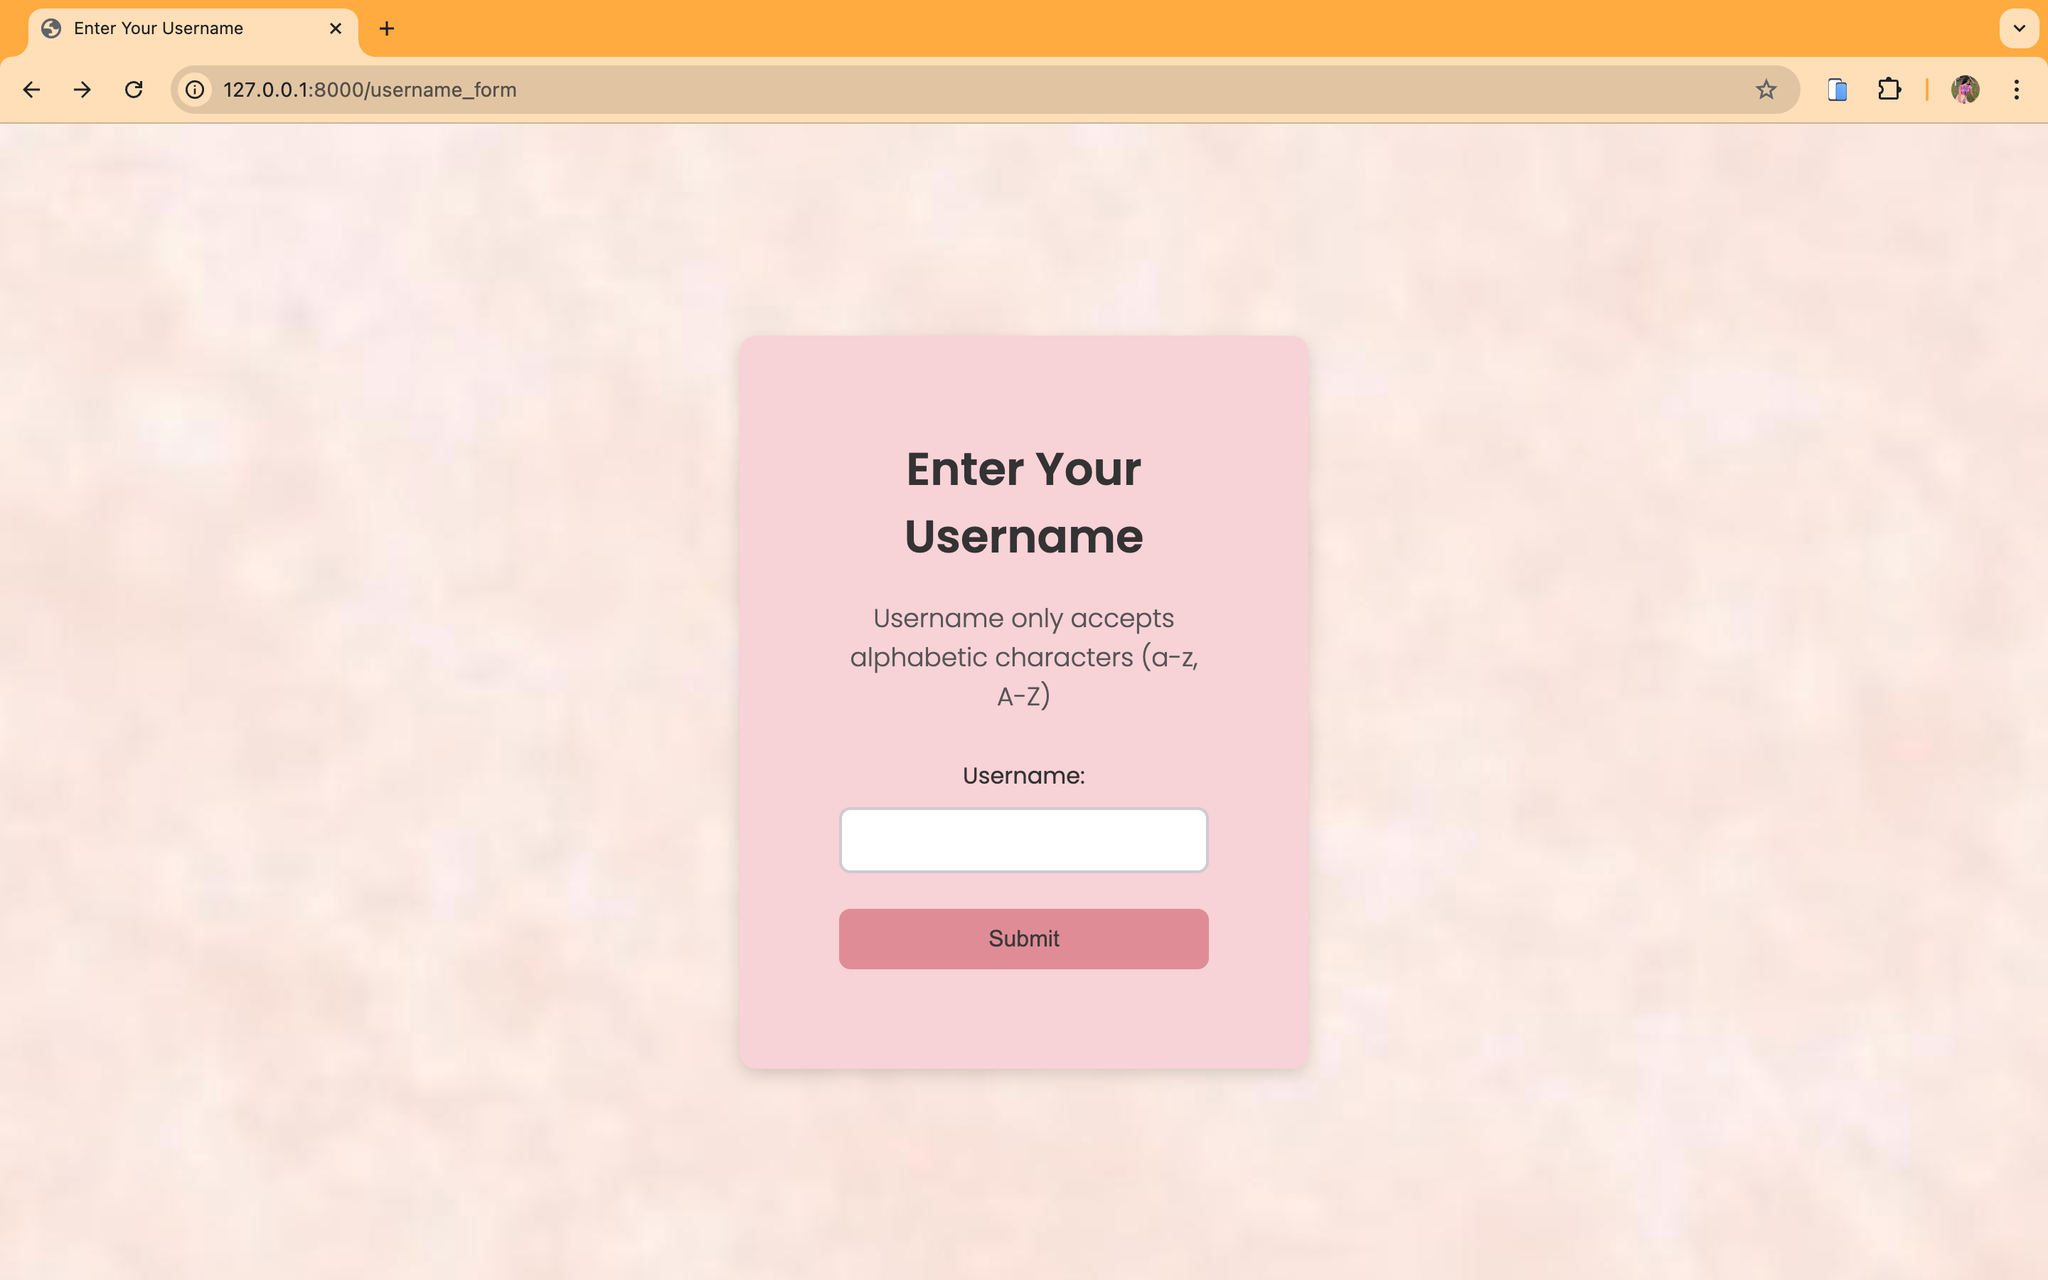 Enter Your Username
127.0.0.1:8000/username_form
Enter Your
Username
Username only accepts
alphabetic characters (a-z,
A-Z)
Username:
Submit